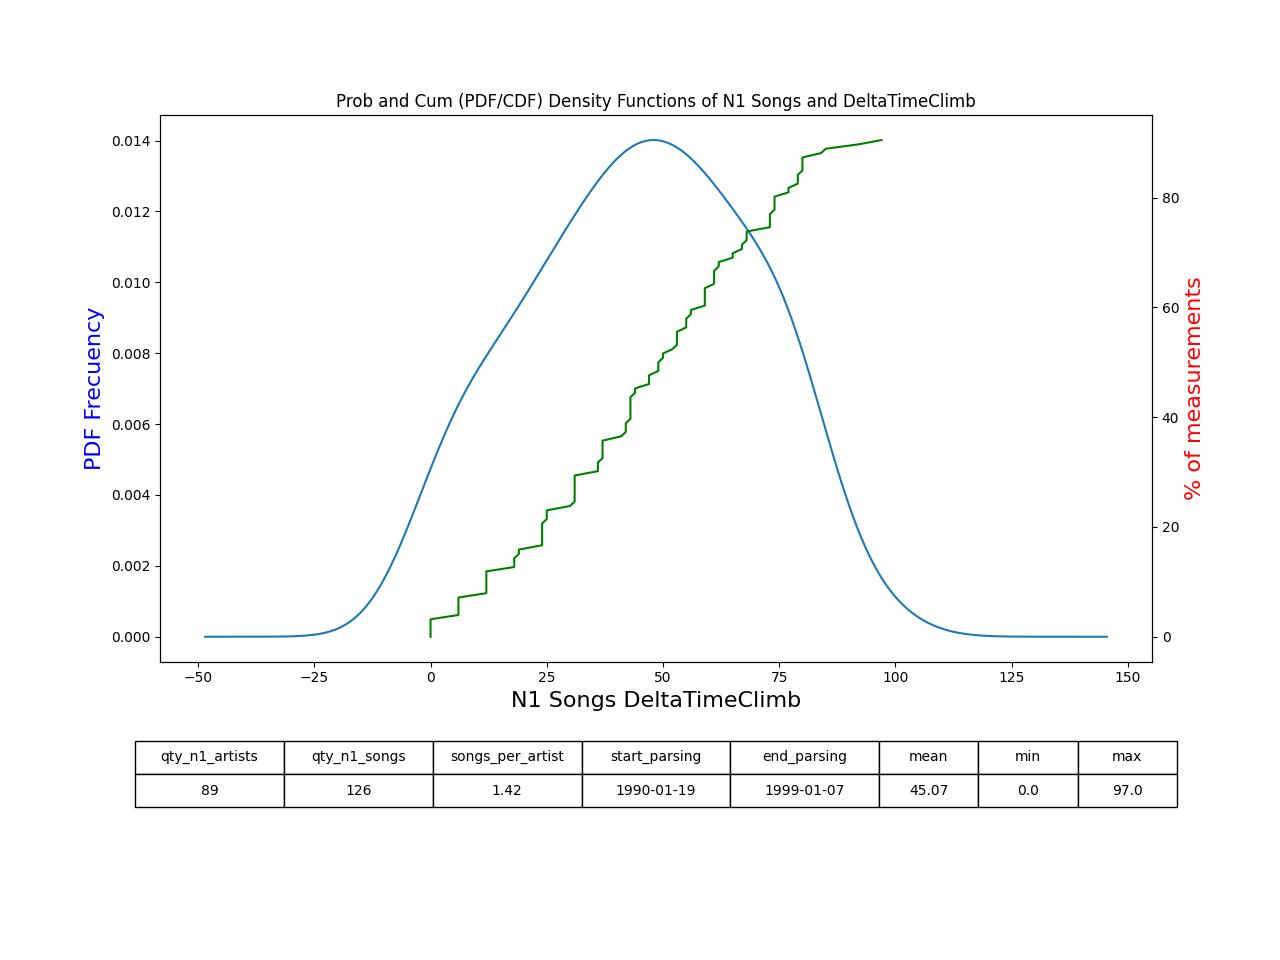 Prob and Cum (PDF/CDF) Density Functions of N1 Songs and DeltaTimeClimb
0.014
0.012
0.010
0.008
0.006
0.004
0.002
0.000
PDF Frecuency
80
60
40
20
0
% of measurements
−50 −25 0 25 50 75 100 125 150
N1 Songs DeltaTimeClimb
qty_n1_artists qty_n1_songs songs_per_artist start_parsing end_parsing mean min max
89 126 1.42 1990-01-19 1999-01-07 45.07 0.0 97.0